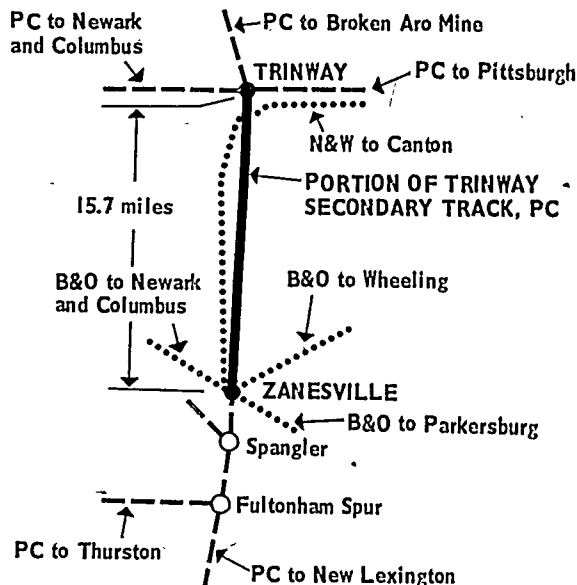 PC to Newark
and Columbus
PC to Broken Aro Mine
TRINWAY
PC to Pittsburgh
N&W to Canton
PORTION OF TRINWAY
SECONDARY TRACK, PC
15.7 miles
B&O to Newark
and Columbus
B&O to Wheeling
ZANESVILLE
B&O to Parkersburg
Spangler
Fultonham Spur
PC to Thurston
PC to New Lexington